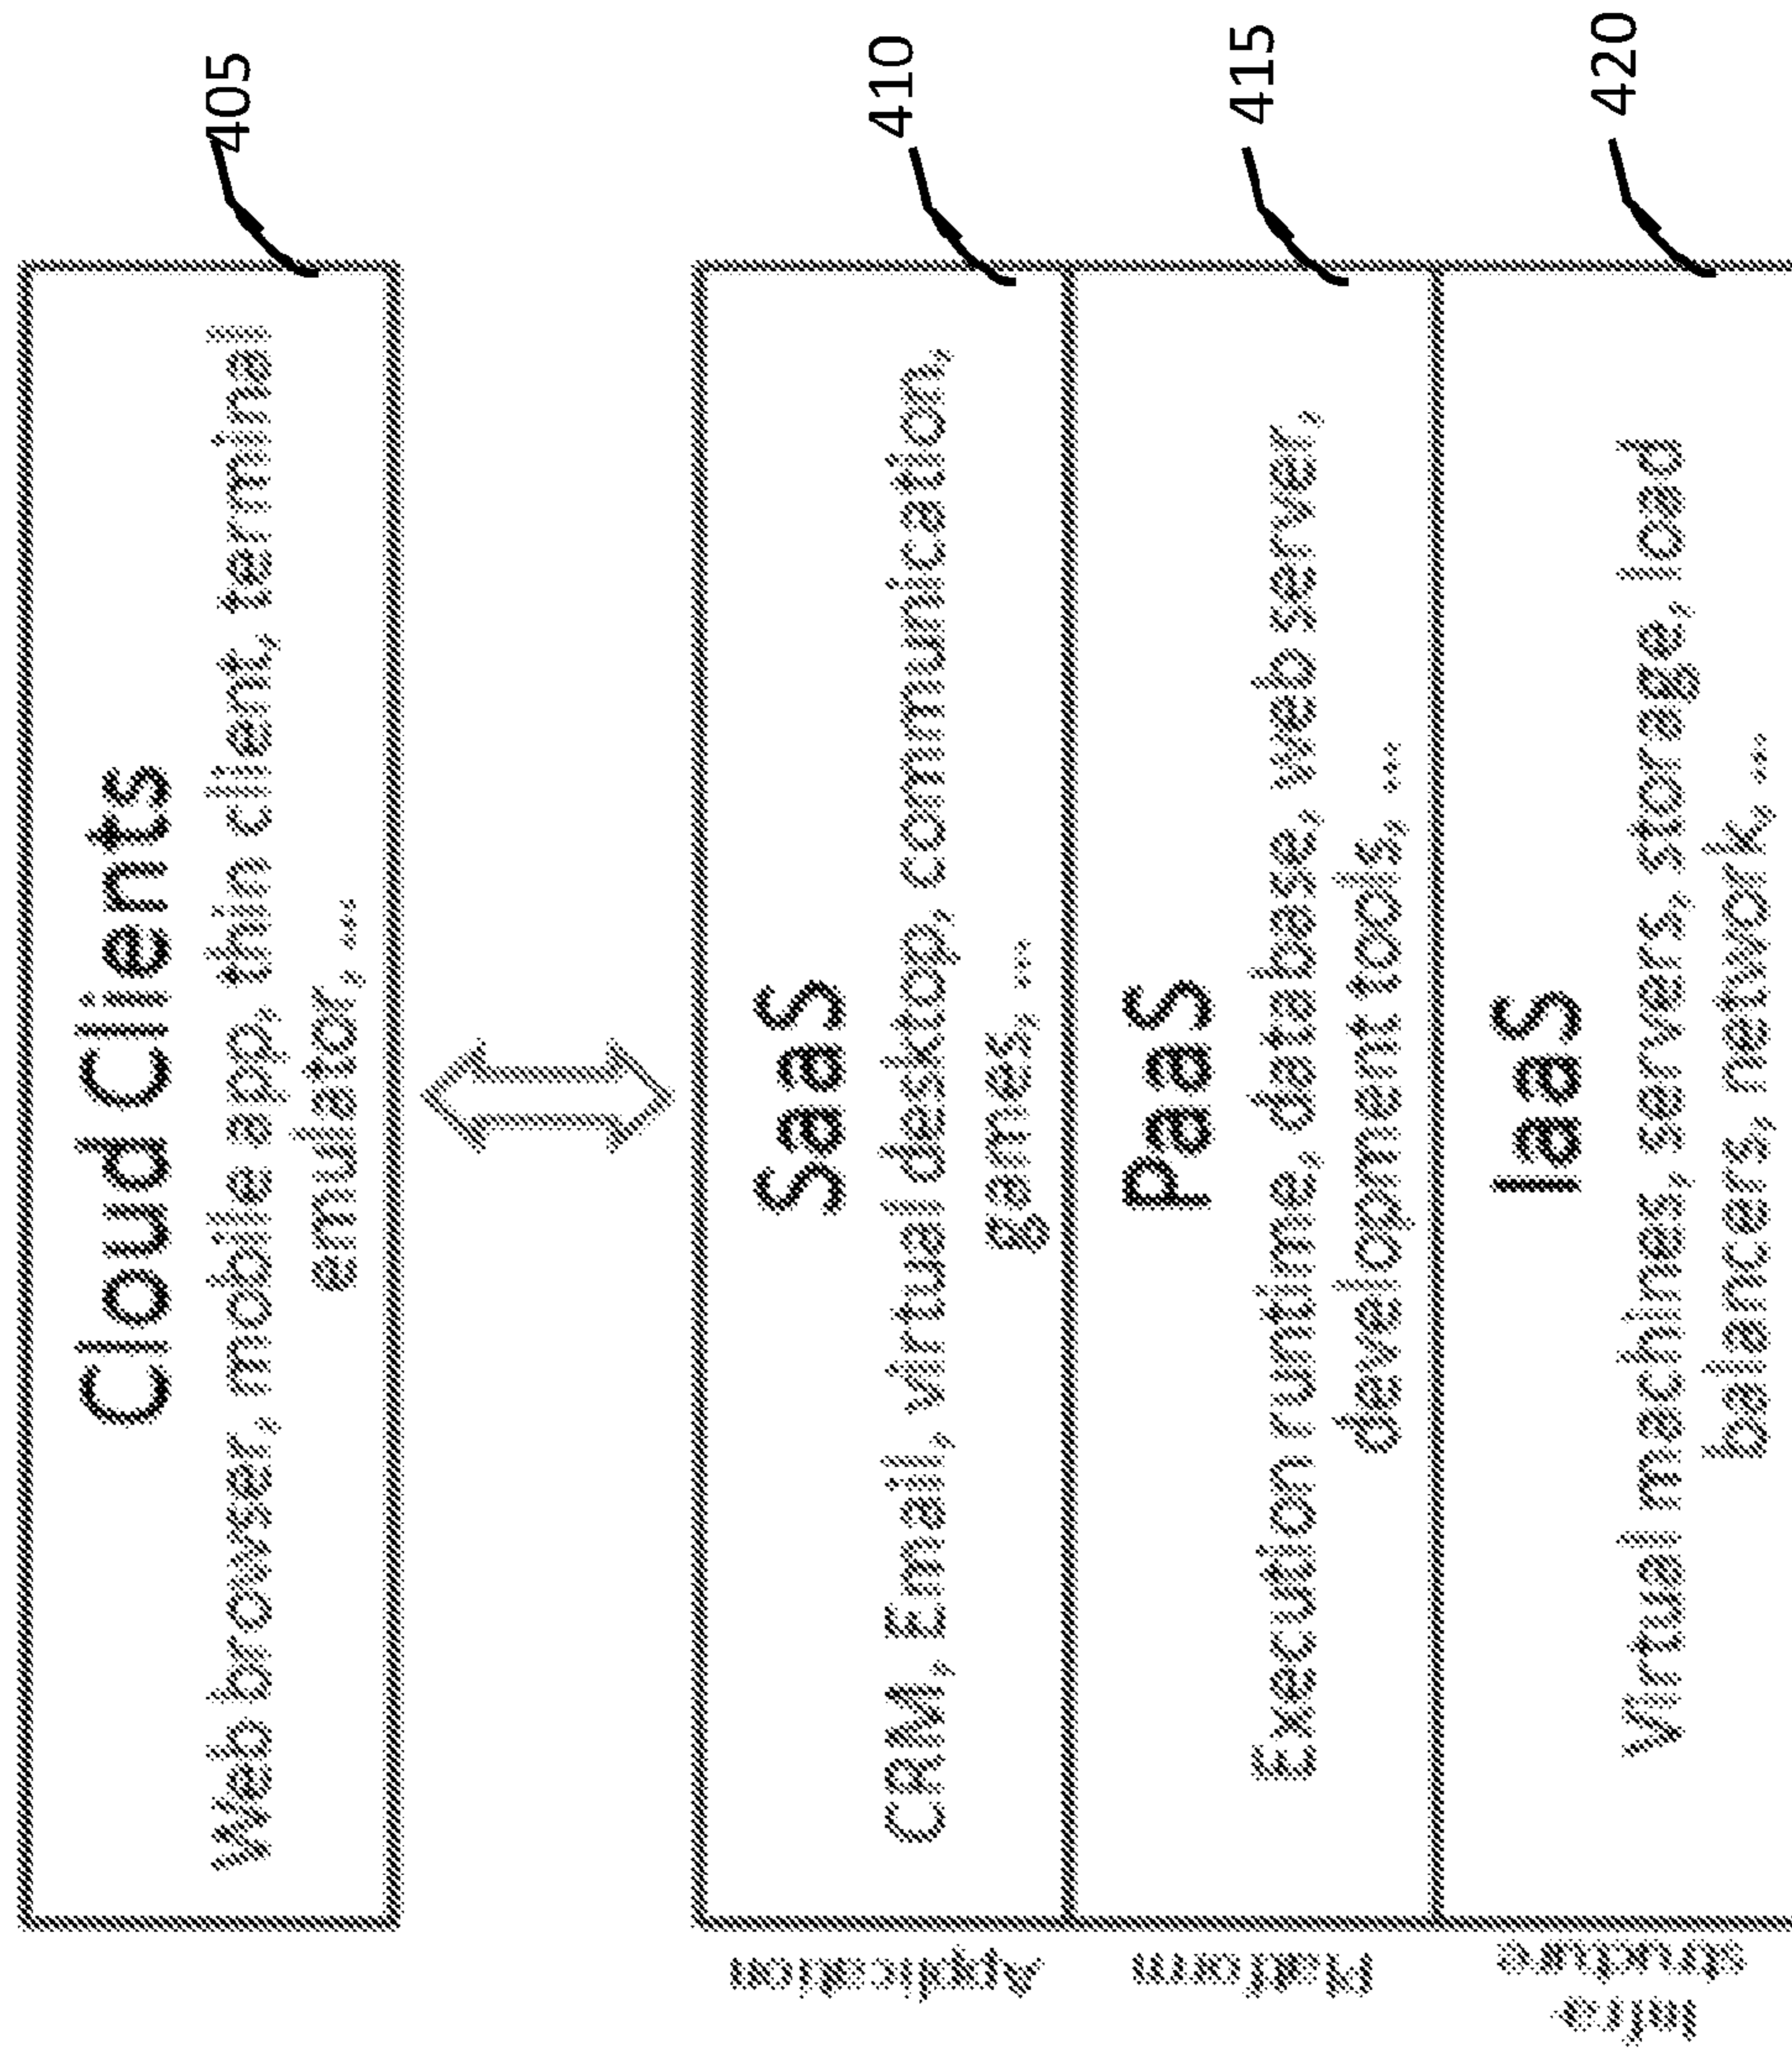 Cloud Clients
Web browser, mobile app, thin client, terminal
emulator, ...
405
Application
SaaS
CRM, Email, virtual desktop, communication,
games, ...
410
Platform
PaaS
Execution runtime, database, web server,
development tools, ...
415
Infra-
structure
IaaS
Virtual machines, servers, storage, load
balancers, network, ...
420